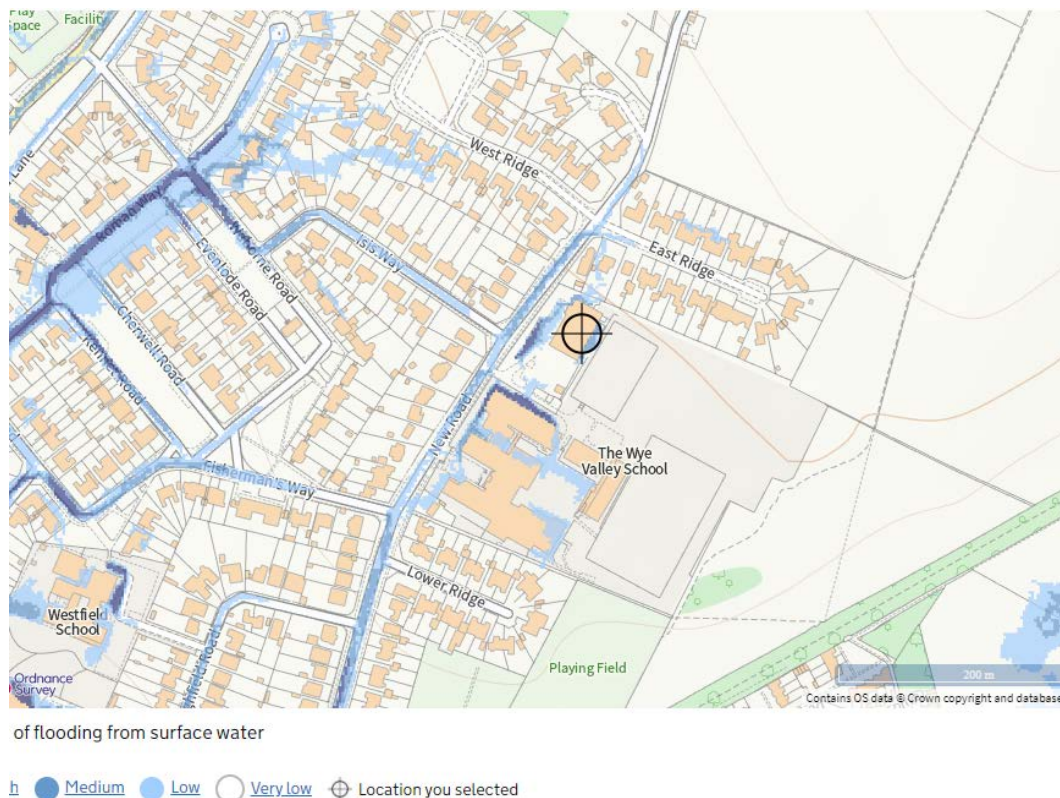 Play
Space
Facilit
Lane
West Ridge
Roman Way
East Ridge
Isis Way
Evenlode Road
Cherwell Road
Kennet Road
New Road
The Wye
Valley School
Fisherman's Way
Lower Ridge
Westfield
School
Playing Field
Ordnance
Survey
200 m
Contains OS data © Crown copyright and database
of flooding from surface water
h Medium Low Very low Location you selected